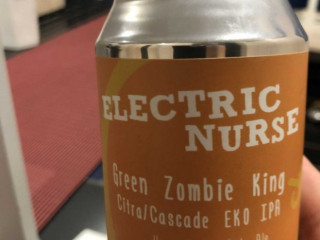 ELECTRIC
NURSE
Green Zombie King
Citra/Cascade EKO IPA